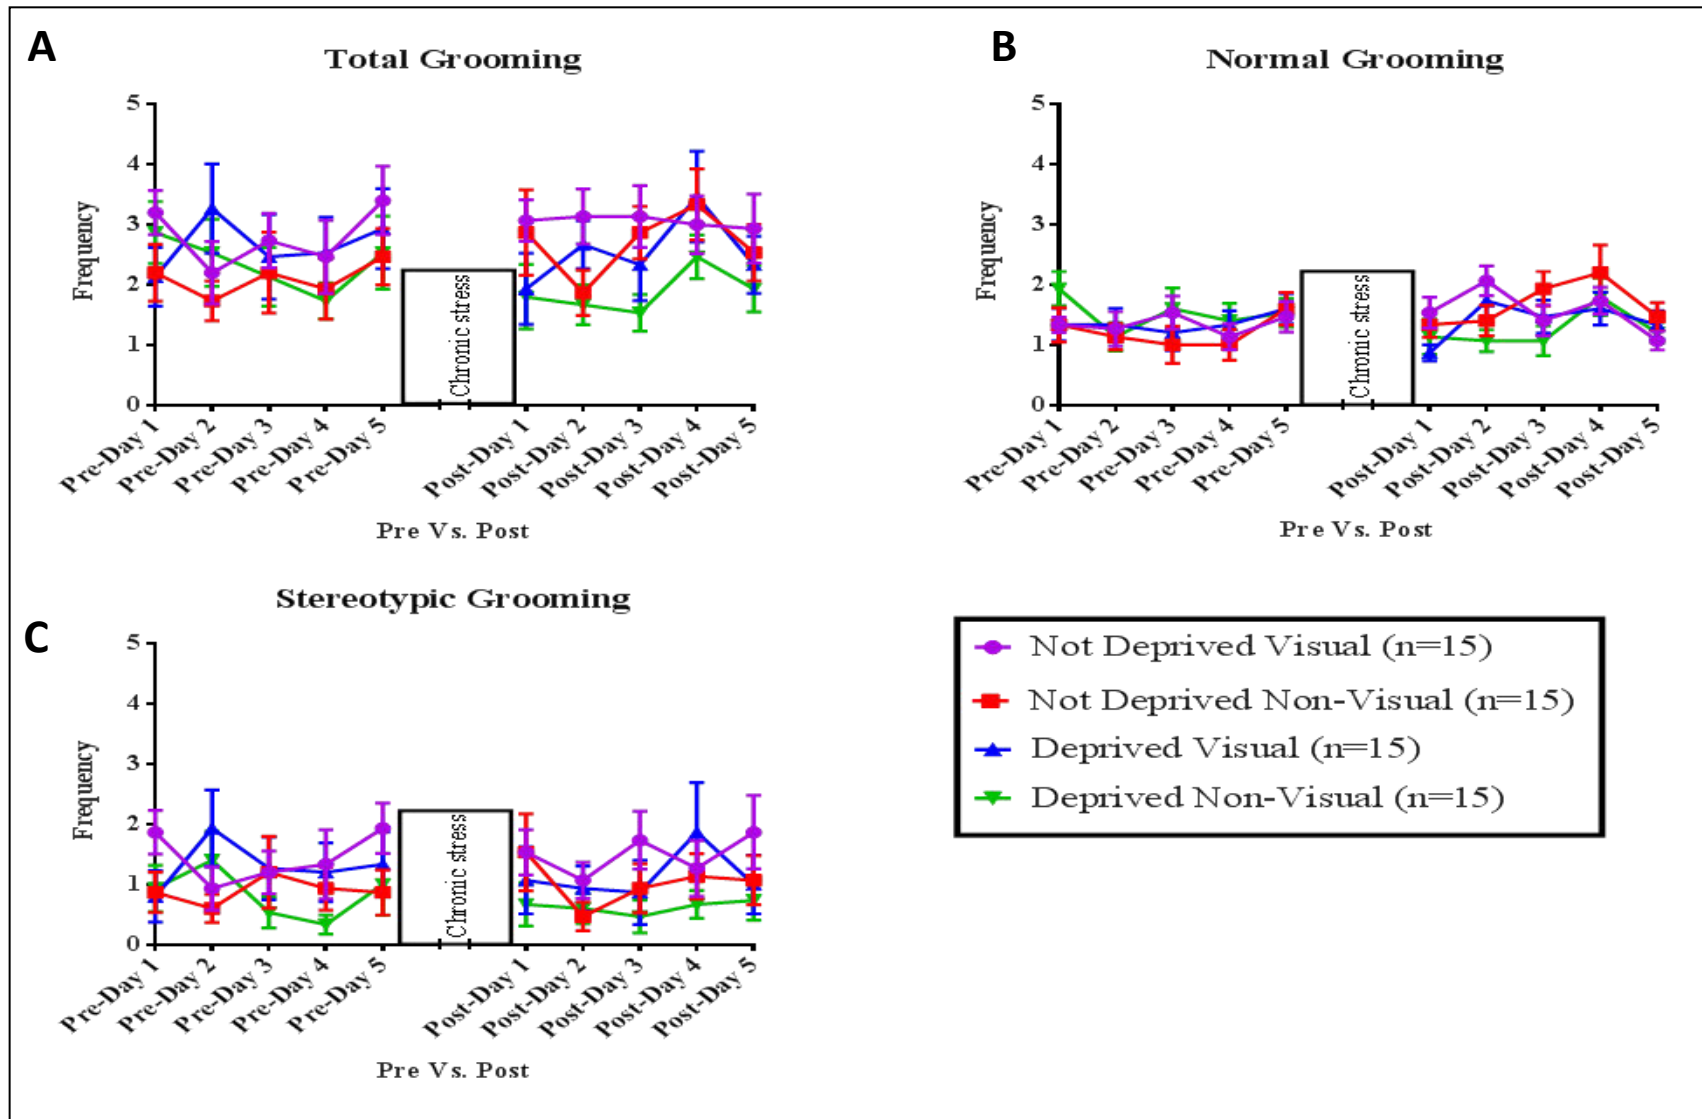 A
Total Grooming
5
4
3
2
1
0
Frequency
Chronic stress
Pre-Day 1
Pre-Day 2
Pre-Day 3
Pre-Day 4
Pre-Day 5
Post-Day 1
Post-Day 2
Post-Day 3
Post-Day 4
Post-Day 5
Pre Vs. Post
B
Normal Grooming
5
4
3
2
1
0
Frequency
Chronic stress
Pre-Day 1
Pre-Day 2
Pre-Day 3
Pre-Day 4
Pre-Day 5
Post-Day 1
Post-Day 2
Post-Day 3
Post-Day 4
Post-Day 5
Pre Vs. Post
C
Stereotypic Grooming
5
4
3
2
1
0
Frequency
Chronic stress
Pre-Day 1
Pre-Day 2
Pre-Day 3
Pre-Day 4
Pre-Day 5
Post-Day 1
Post-Day 2
Post-Day 3
Post-Day 4
Post-Day 5
Pre Vs. Post
Not Deprived Visual (n=15)
Not Deprived Non-Visual (n=15)
Deprived Visual (n=15)
Deprived Non-Visual (n=15)